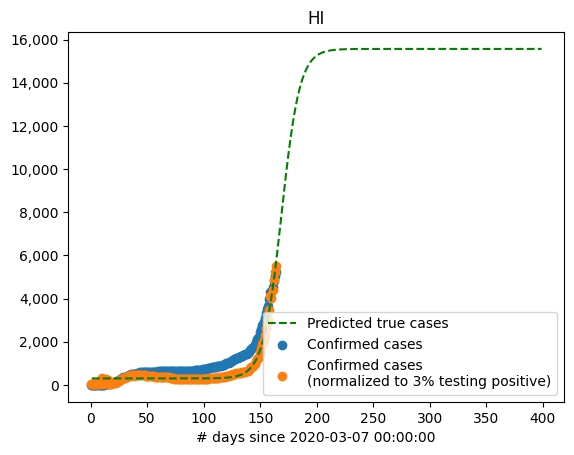 HI
16,000
14,000
12,000
10,000
8,000
6,000
4,000
2,000
0
Predicted true cases
Confirmed cases
Confirmed cases
(normalized to 3% testing positive)
0 50 100 150 200 250 300 350 400
# days since 2020-03-07 00:00:00